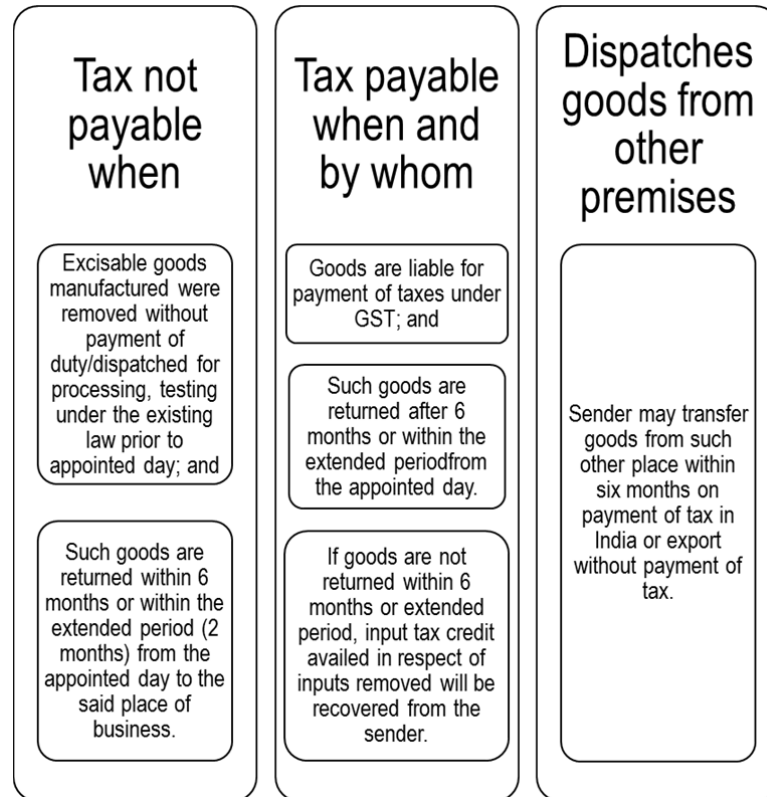 Tax not
payable
when
Excisable goods
manufactured were
removed without
payment of
duty/dispatched for
processing, testing
under the existing
law prior to
appointed day; and
Such goods are
returned within 6
months or within the
extended period (2
months) from the
appointed day to the
said place of
business.
Tax payable
when and
by whom
Goods are liable for
payment of taxes under
GST; and
Such goods are
returned after 6
months or within the
extended periodfrom
the appointed day.
If goods are not
returned within 6
months or extended
period, input tax credit
availed in respect of
inputs removed will be
recovered from the
sender.
Dispatches
goods from
other
premises
Sender may transfer
goods from such
other place within
six months on
payment of tax in
India or export
without payment of
tax.